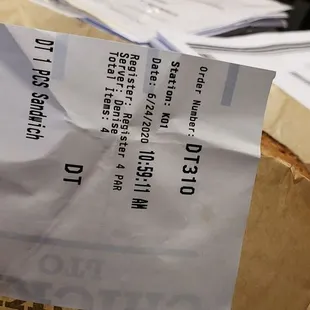 Order Number: DT310
Station: K01
Date: 6/24/2020 10:59:11 AM
Register: Register 4 PAR
Server: Denise
Total Items: 4
DT
DT 1 PCS Sandwich